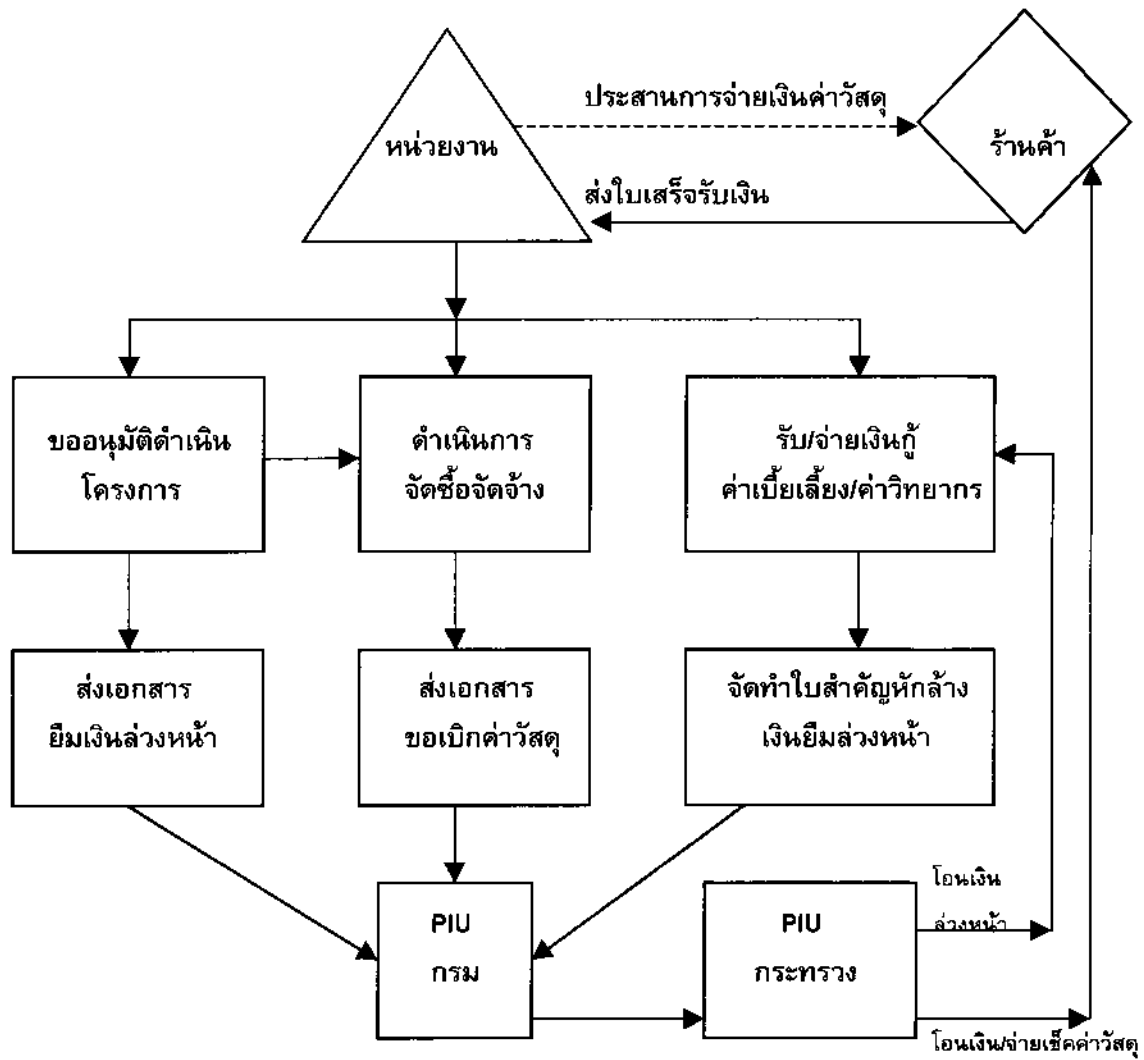 ประสานการจ่ายเงินค่าวัสดุ
หน่วยงาน
ร้านค้า
ส่งใบเสร็จรับเงิน
ขออนุมัติดำเนิน
โครงการ
ดำเนินการ
จัดซื้อจัดจ้าง
รับ/จ่ายเงินกู้
ค่าเบี้ยเลี้ยง/ค่าวิทยากร
ส่งเอกสาร
ยืมเงินล่วงหน้า
ส่งเอกสาร
ขอเบิกค่าวัสดุ
จัดทำใบสำคัญหักล้าง
เงินยืมล่วงหน้า
PIU
กรม
PIU
กระทรวง
โอนเงิน
ล่วงหน้า
โอนเงิน/จ่ายเช็คค่าวัสดุ